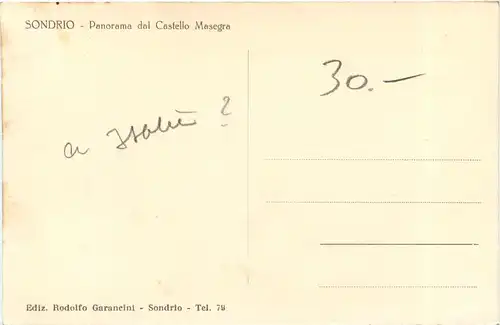 SONDRIO - Panorama dal Castello Masegra
30.-
Ediz. Rodolfo Garancini - Sondrio - Tel. 79